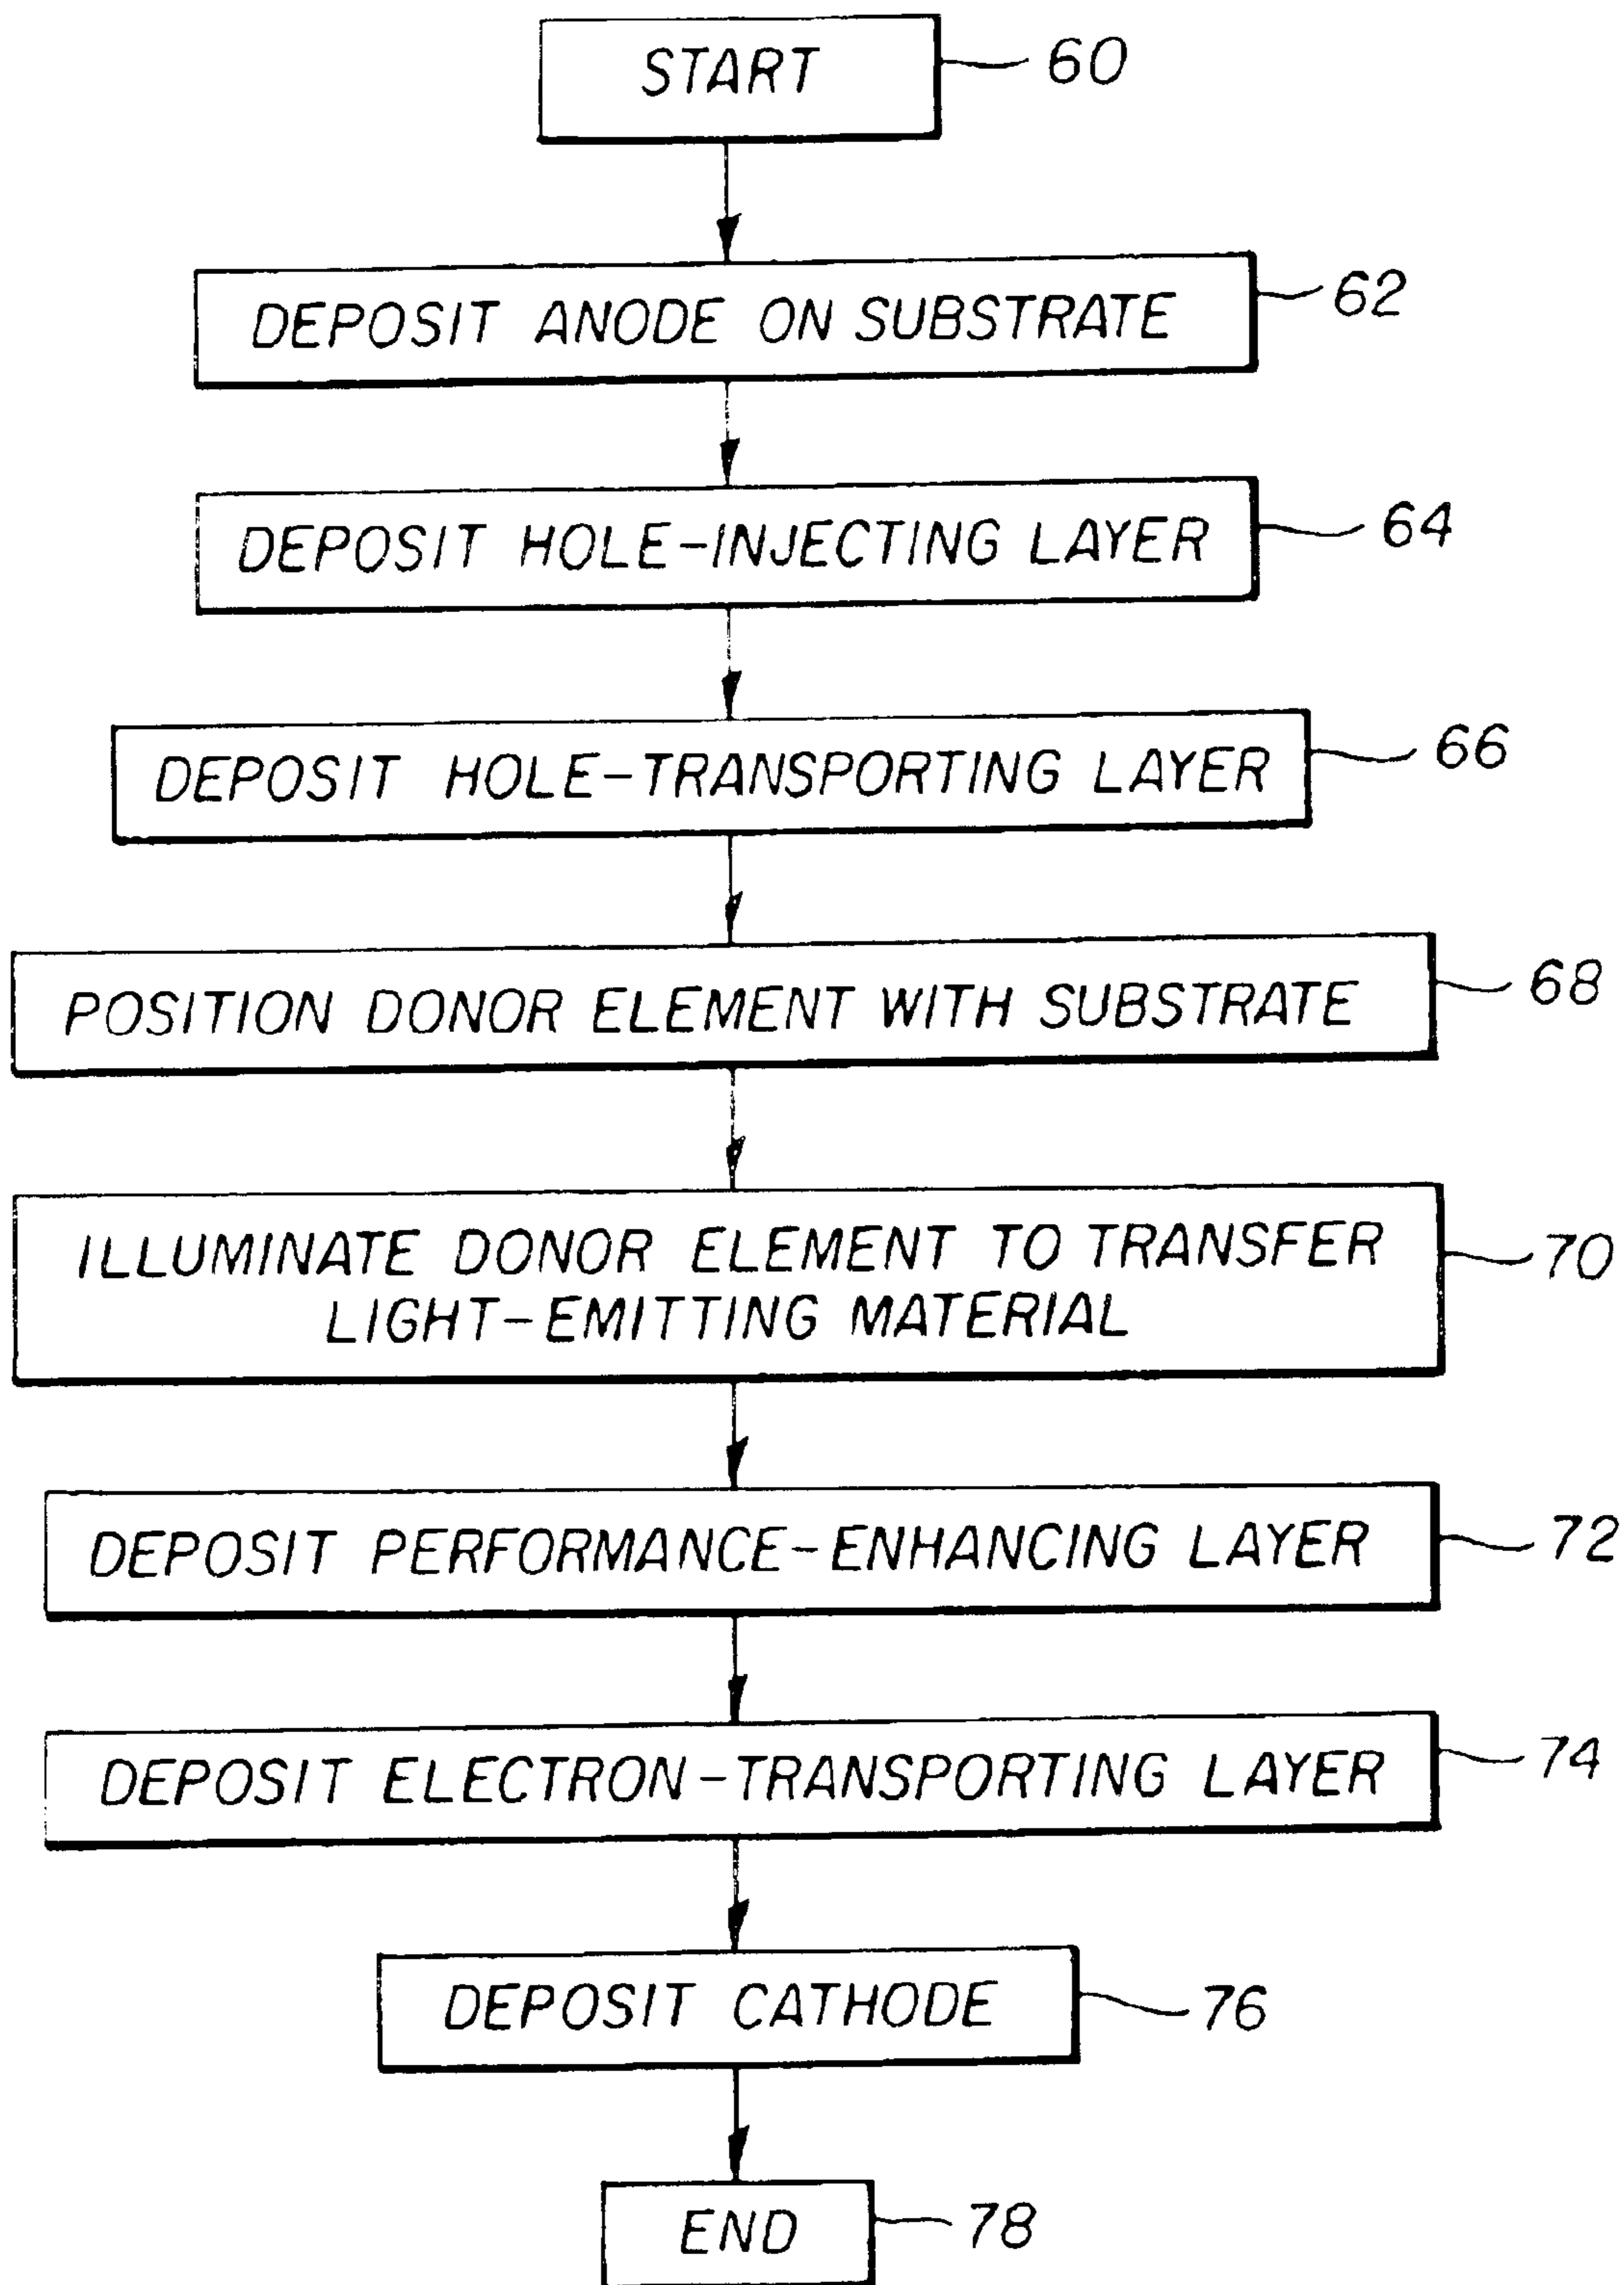 START
60
DEPOSIT ANODE ON SUBSTRATE
62
DEPOSIT HOLE-INJECTING LAYER
64
DEPOSIT HOLE-TRANSPORTING LAYER
66
POSITION DONOR ELEMENT WITH SUBSTRATE
68
ILLUMINATE DONOR ELEMENT TO TRANSFER
LIGHT-EMITTING MATERIAL
70
DEPOSIT PERFORMANCE-ENHANCING LAYER
72
DEPOSIT ELECTRON-TRANSPORTING LAYER
74
DEPOSIT CATHODE
76
END
78